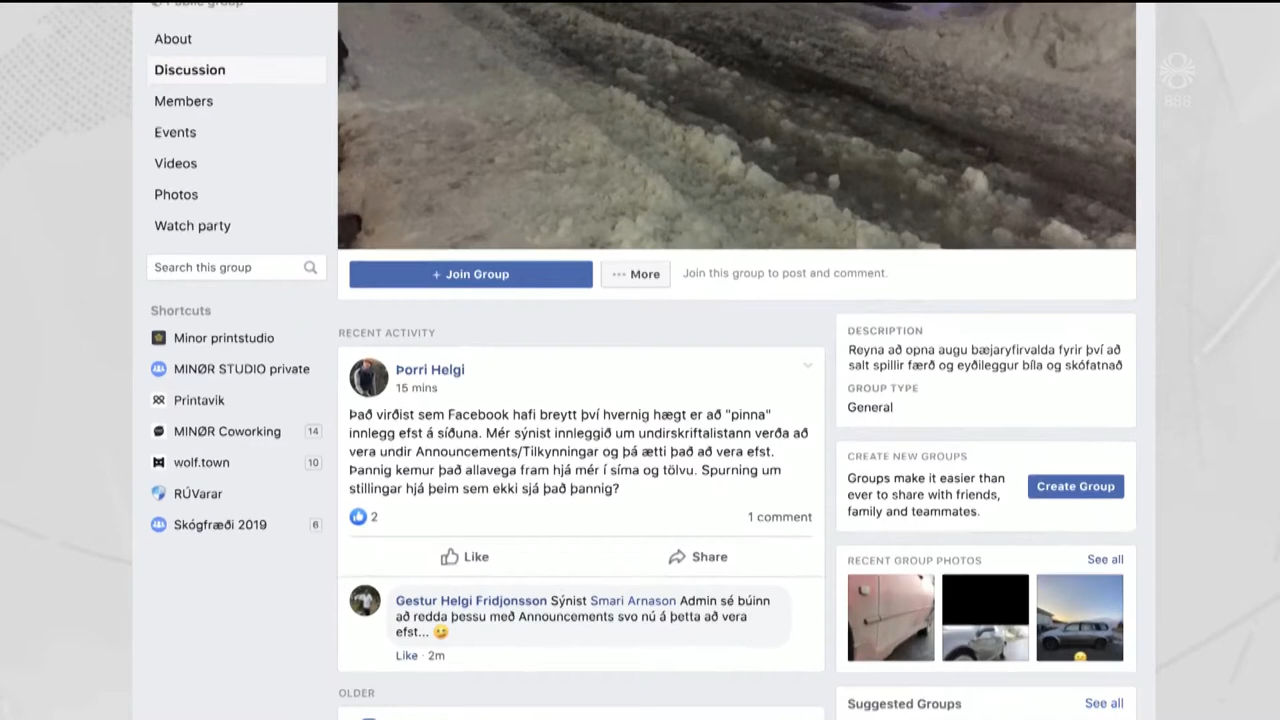 Public group
About
Discussion
Members
Events
Videos
Photos
Watch party
Search this group
Shortcuts
Minor printstudio
MINØR STUDIO private
Printavik
MINØR Coworking 14
wolf.town 10
RÚVarar
Skógfræði 2019 6
+ Join Group
··· More
Join this group to post and comment.
RECENT ACTIVITY
Þorri Helgi
15 mins
Það virðist sem Facebook hafi breytt því hvernig hægt er að "pinna"
innlegg efst á síðuna. Mér sýnist innleggið um undirskriftalistann verða að
vera undir Announcements/Tilkynningar og þá ætti það að vera efst.
Þannig kemur það allavega fram hjá mér í síma og tölvu. Spurning um
stillingar hjá þeim sem ekki sjá það þannig?
2
1 comment
Like
Share
Gestur Helgi Fridjonsson Sýnist Smari Arnason Admin sé búinn
að redda þessu með Announcements svo nú á þetta að vera
efst...
Like · 2m
OLDER
DESCRIPTION
Reyna að opna augu bæjaryfirvalda fyrir því að
salt spillir færð og eyðileggur bíla og skófatnað
GROUP TYPE
General
CREATE NEW GROUPS
Groups make it easier than
ever to share with friends,
family and teammates.
Create Group
RECENT GROUP PHOTOS
See all
Suggested Groups
See all
888